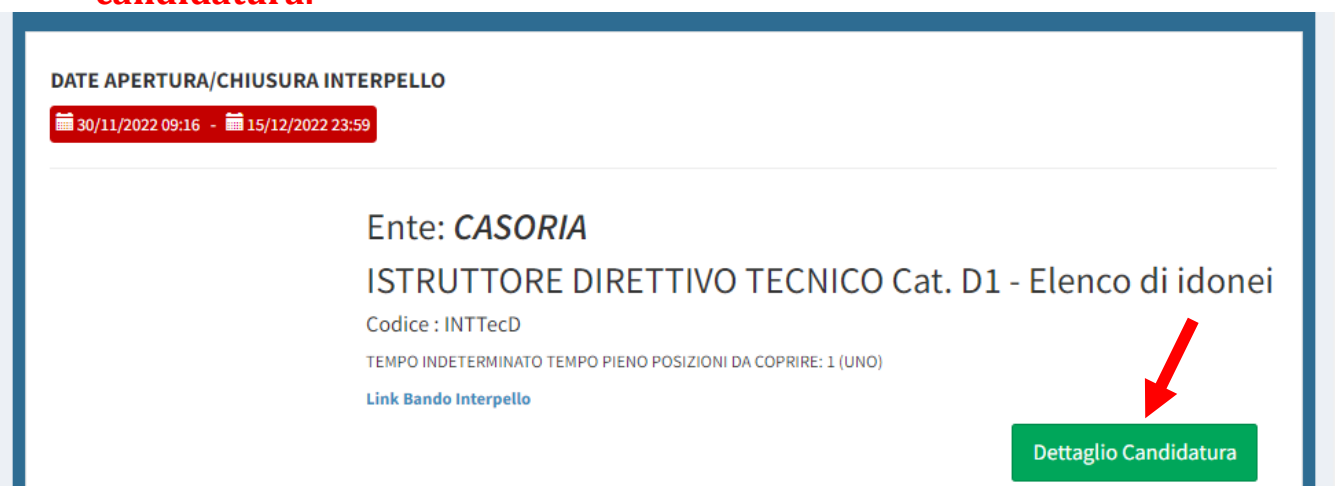 candidatura.
DATE APERTURA/CHIUSURA INTERPELLO
30/11/2022 09:16 - 15/12/2022 23:59
Ente: CASORIA
ISTRUTTORE DIRETTIVO TECNICO Cat. D1 - Elenco di idonei
Codice : INTTecD
TEMPO INDETERMINATO TEMPO PIENO POSIZIONI DA COPRIRE: 1 (UNO)
Link Bando Interpello
Dettaglio Candidatura